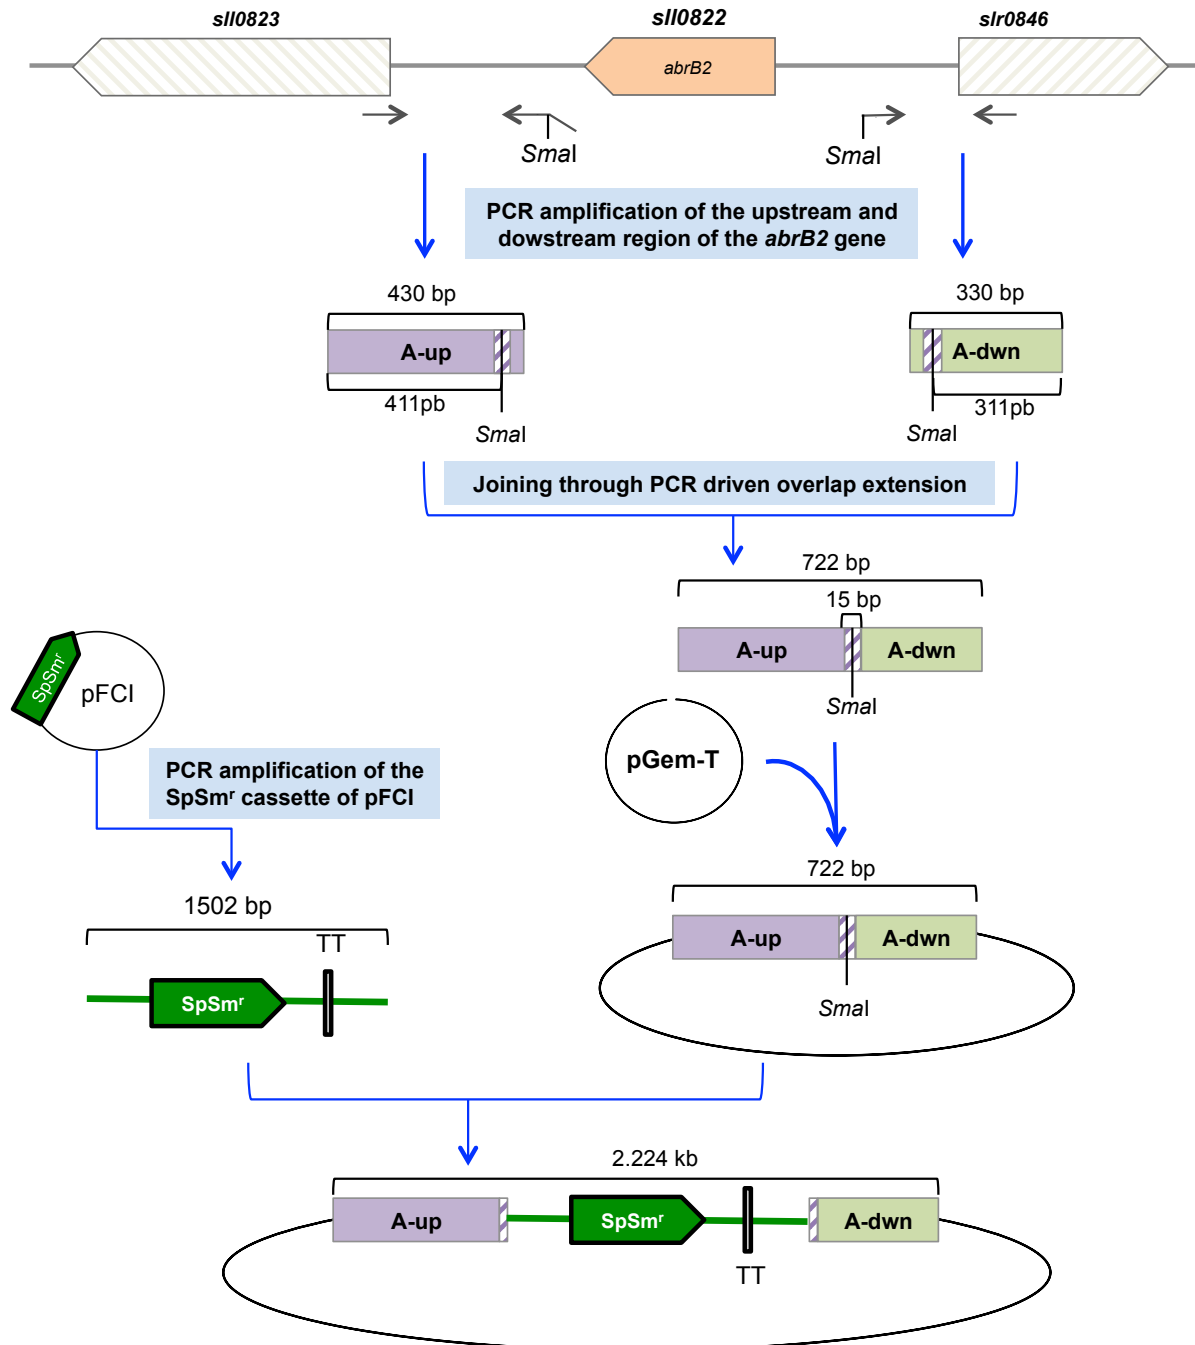 sll0823
sll0822
slr0846
abrB2
SmaI
SmaI
PCR amplification of the upstream and
dowstream region of the abrB2 gene
430 bp
330 bp
A-up
A-dwn
411pb
311pb
SmaI
SmaI
Joining through PCR driven overlap extension
722 bp
15 bp
A-up
A-dwn
SmaI
SpSmʳ
pFCI
pGem-T
PCR amplification of the
SpSmʳ cassette of pFCI
722 bp
1502 bp
TT
A-up
A-dwn
SpSmʳ
SmaI
2.224 kb
A-up
SpSmʳ
A-dwn
TT